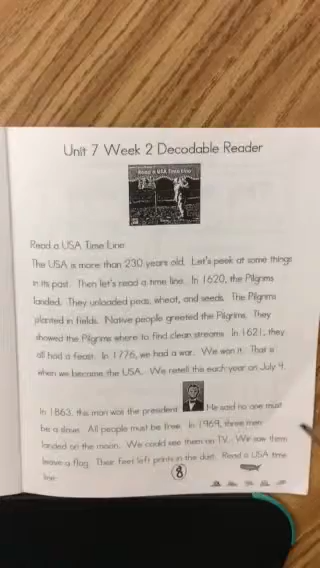 Unit 7 Week 2 Decodable Reader
Read a USA Time Line
Read a USA Time Line
The USA is more than 230 years old. Let's peek at some things
in its past. Then let's read a time line. In 1620, the Pilgrims
landed. They unloaded peas, wheat, and seeds. The Pilgrims
planted in fields. Native people greeted the Pilgrims. They
showed the Pilgrims where to find clean streams. In 1621, they
all had a feast. In 1776, we had a war. We won it. That is
when we became the USA. We retell this each year on July 4.
In 1863, this man was the president. He said no one must
be a slave. All people must be free. In 1969, three men
landed on the moon. We could see them on TV. We saw them
leave a flag. Their feet left prints in the dust. Read a USA time
line.
8